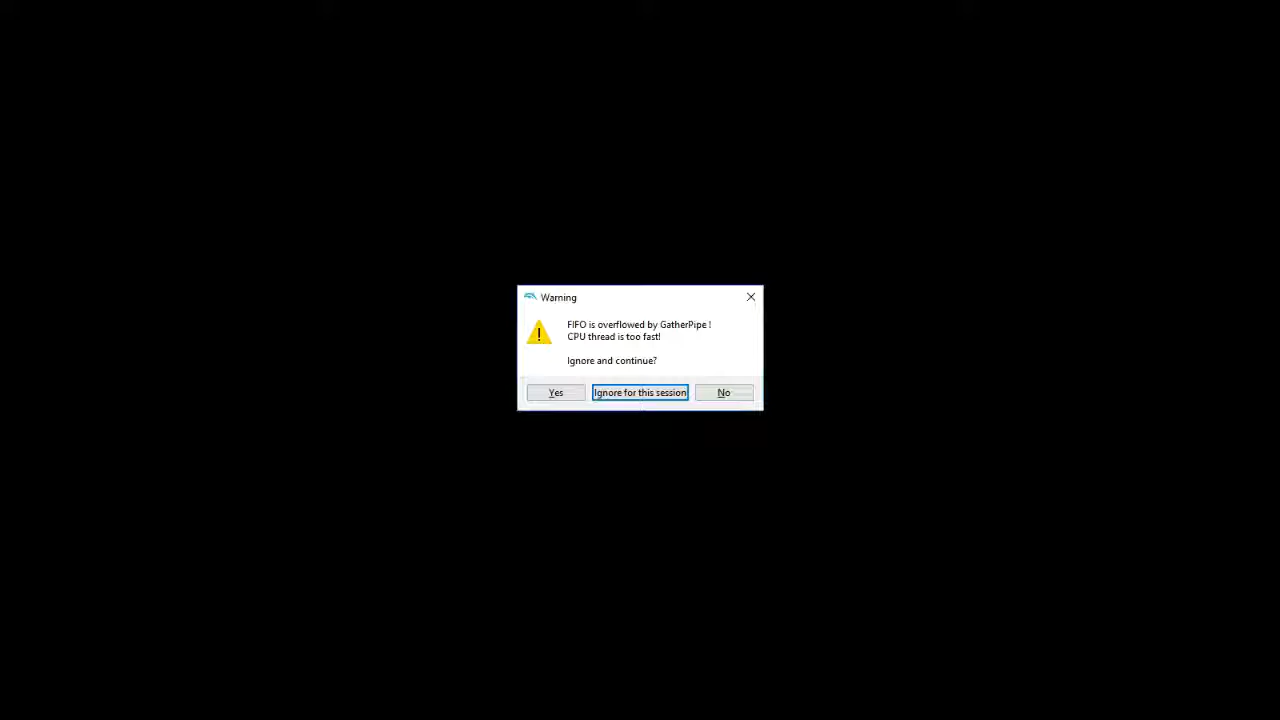 Warning
FIFO is overflowed by GatherPipe !
CPU thread is too fast!
Ignore and continue?
Yes
Ignore for this session
No